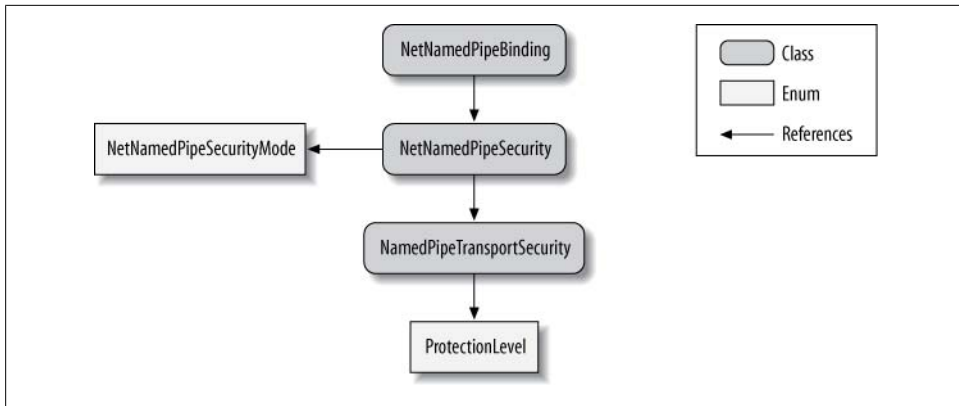 NetNamedPipeBinding
Class
Enum
References
NetNamedPipeSecurityMode
NetNamedPipeSecurity
NamedPipeTransportSecurity
ProtectionLevel